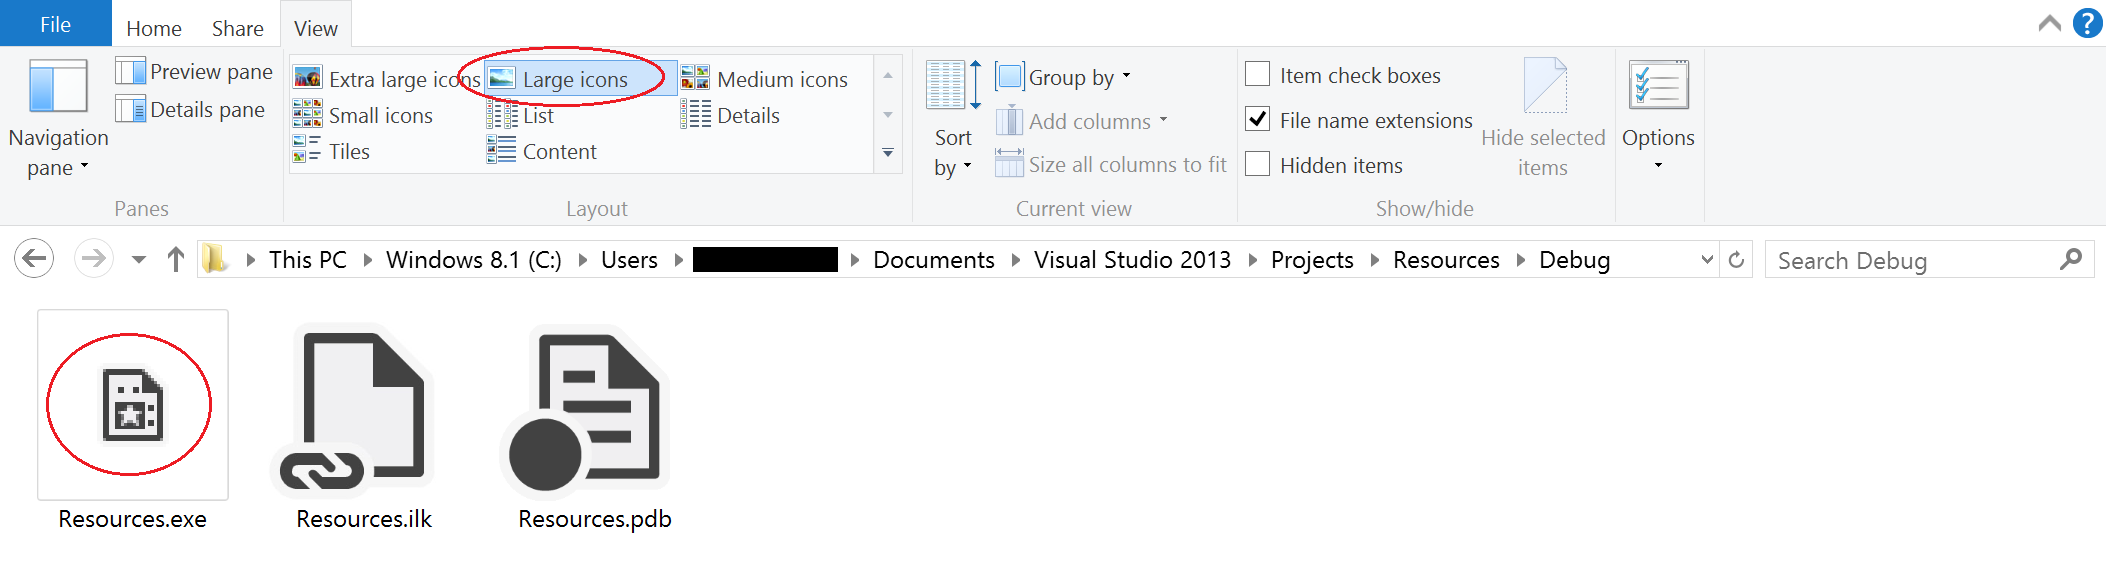 File Home Share View
Extra large icons Large icons Medium icons
Small icons List Details
Tiles Content
Preview pane
Details pane
Navigation
pane
Sort
by
Group by
Add columns
Size all columns to fit
Item check boxes
File name extensions
Hidden items
Hide selected
items
Options
Panes Layout Current view Show/hide
This PC Windows 8.1 (C:) Users Documents Visual Studio 2013 Projects Resources Debug Search Debug
Resources.exe Resources.ilk Resources.pdb